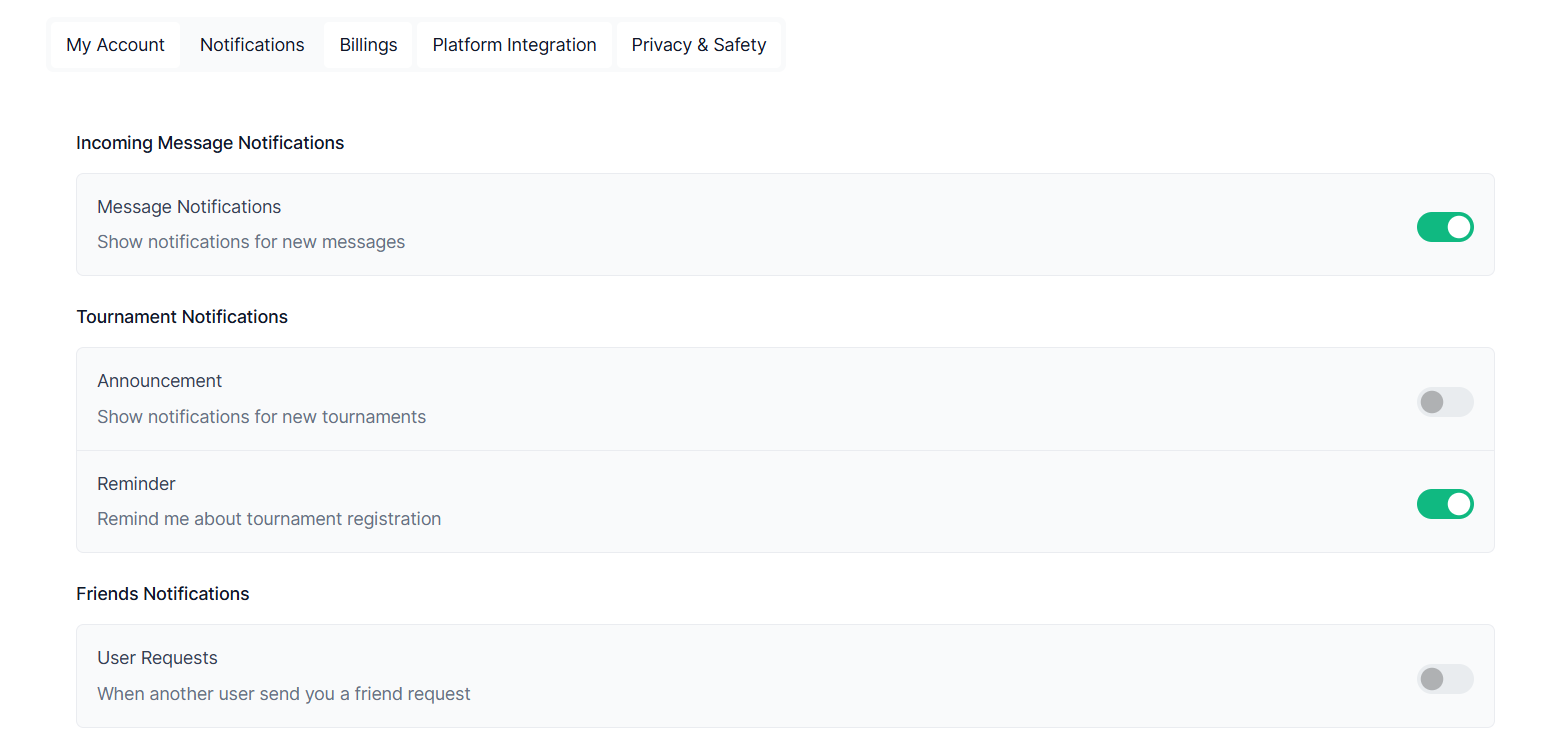 My Account Notifications Billings Platform Integration Privacy & Safety
Incoming Message Notifications
Message Notifications
Show notifications for new messages
Tournament Notifications
Announcement
Show notifications for new tournaments
Reminder
Remind me about tournament registration
Friends Notifications
User Requests
When another user send you a friend request